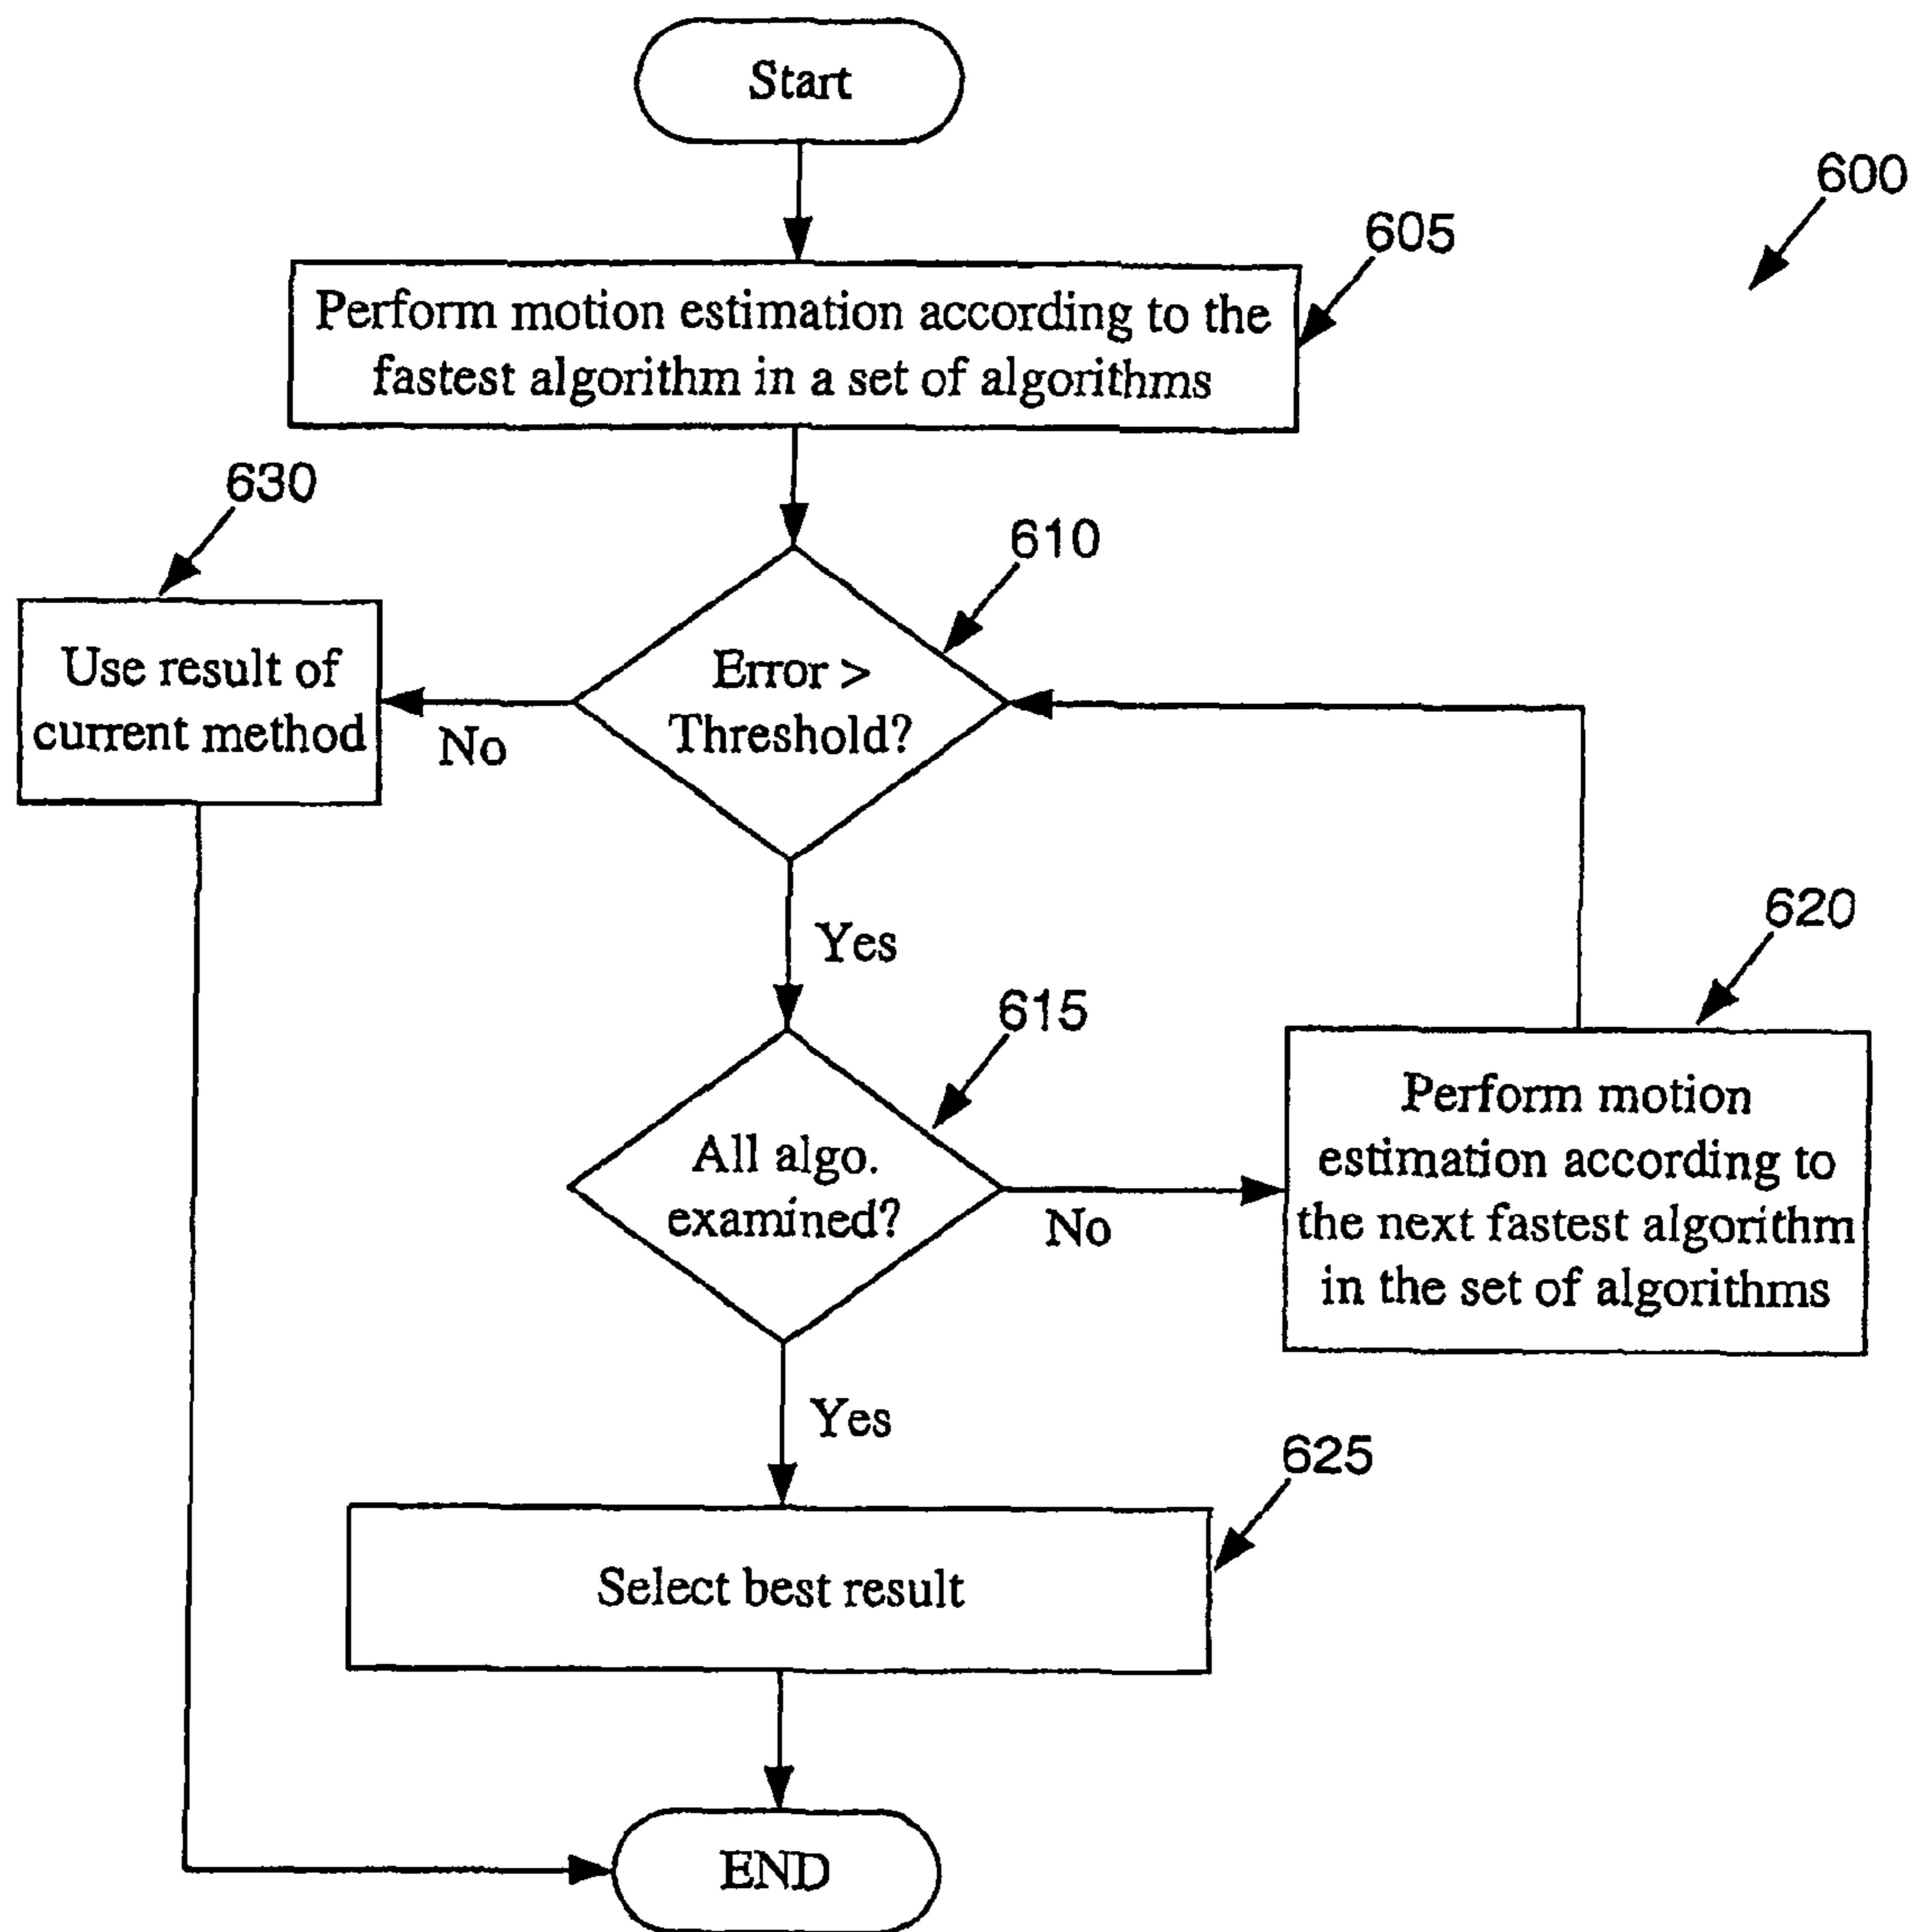 Start
600
605
Perform motion estimation according to the
fastest algorithm in a set of algorithms
630
610
Use result of
current method
No
Error >
Threshold?
Yes
615
620
All algo.
examined?
No
Perform motion
estimation according to
the next fastest algorithm
in the set of algorithms
Yes
625
Select best result
END